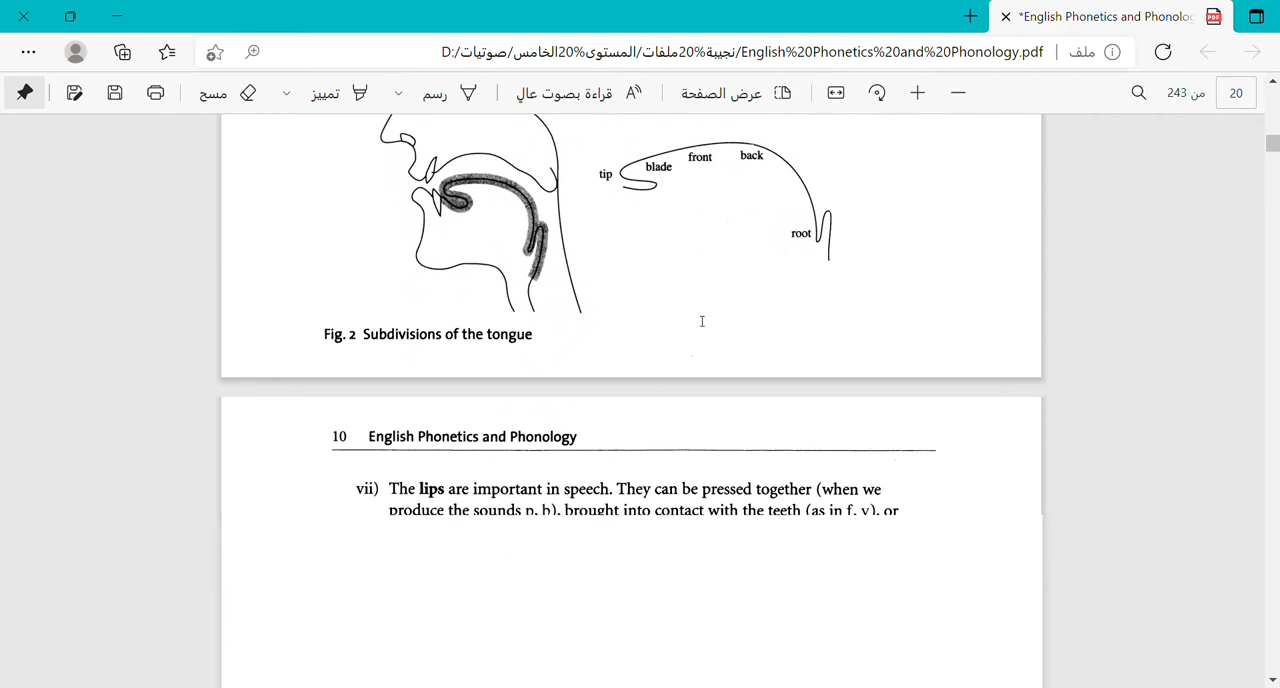 *English Phonetics and Phonolog
PDF
D:/نجيبة%20ملفات/المستوى%20الخامس/صوتيات/English%20Phonetics%20and%20Phonology.pdf
ملف
مسح
تمييز
رسم
قراءة بصوت عالٍ
عرض الصفحة
من 243
20
tip
blade
front
back
root
Fig. 2 Subdivisions of the tongue
10 English Phonetics and Phonology
vii) The lips are important in speech. They can be pressed together (when we
produce the sounds p, b), brought into contact with the teeth (as in f, v), or